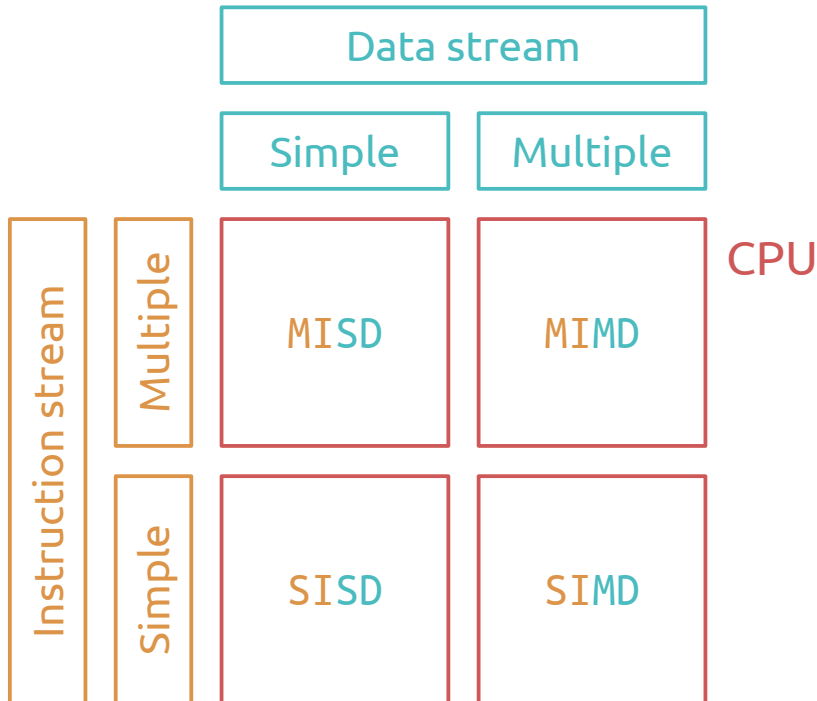 Data stream
Simple
Multiple
CPU
Instruction stream
Multiple
MISD
MIMD
Simple
SISD
SIMD